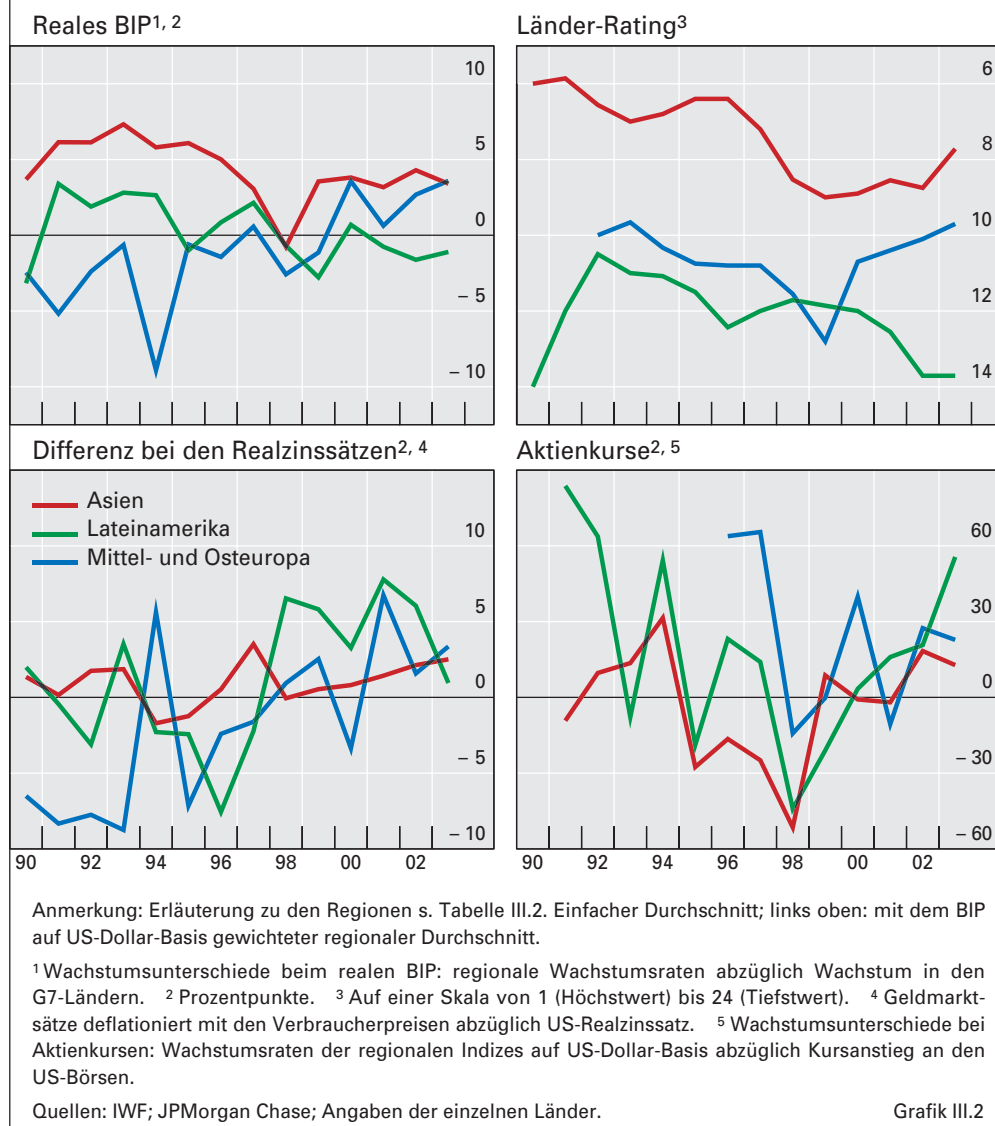 Reales BIP1, 2
10
5
0
– 5
– 10
Länder-Rating3
6
8
10
12
14
Differenz bei den Realzinssätzen2, 4
Asien
Lateinamerika
Mittel- und Osteuropa
10
5
0
– 5
– 10
90 92 94 96 98 00 02
Aktienkurse2, 5
60
30
0
– 30
– 60
90 92 94 96 98 00 02
Anmerkung: Erläuterung zu den Regionen s. Tabelle III.2. Einfacher Durchschnitt; links oben: mit dem BIP
auf US-Dollar-Basis gewichteter regionaler Durchschnitt.
1 Wachstumsunterschiede beim realen BIP: regionale Wachstumsraten abzüglich Wachstum in den
G7-Ländern. 2 Prozentpunkte. 3 Auf einer Skala von 1 (Höchstwert) bis 24 (Tiefstwert). 4 Geldmarkt-
sätze deflationiert mit den Verbraucherpreisen abzüglich US-Realzinssatz. 5 Wachstumsunterschiede bei
Aktienkursen: Wachstumsraten der regionalen Indizes auf US-Dollar-Basis abzüglich Kursanstieg an den
US-Börsen.
Quellen: IWF; JPMorgan Chase; Angaben der einzelnen Länder. Grafik III.2